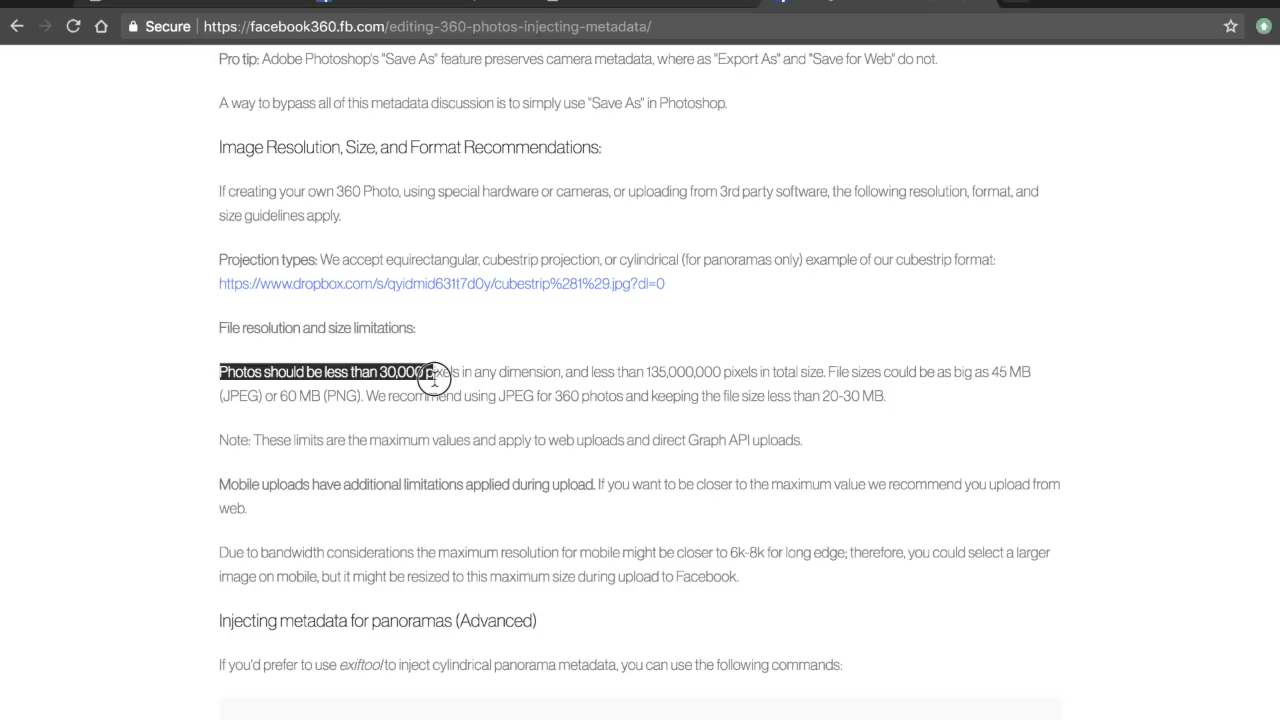 Secure https://facebook360.fb.com/editing-360-photos-injecting-metadata/
Pro tip: Adobe Photoshop's "Save As" feature preserves camera metadata, where as "Export As" and "Save for Web" do not.
A way to bypass all of this metadata discussion is to simply use "Save As" in Photoshop.
Image Resolution, Size, and Format Recommendations:
If creating your own 360 Photo, using special hardware or cameras, or uploading from 3rd party software, the following resolution, format, and
size guidelines apply.
Projection types: We accept equirectangular, cubestrip projection, or cylindrical (for panoramas only) example of our cubestrip format:
https://www.dropbox.com/s/qyidmid631t7d0y/cubestrip%281%29.jpg?dl=0
File resolution and size limitations:
Photos should be less than 30,000 pixels in any dimension, and less than 135,000,000 pixels in total size. File sizes could be as big as 45 MB
(JPEG) or 60 MB (PNG). We recommend using JPEG for 360 photos and keeping the file size less than 20-30 MB.
Note: These limits are the maximum values and apply to web uploads and direct Graph API uploads.
Mobile uploads have additional limitations applied during upload. If you want to be closer to the maximum value we recommend you upload from
web.
Due to bandwidth considerations the maximum resolution for mobile might be closer to 6k-8k for long edge; therefore, you could select a larger
image on mobile, but it might be resized to this maximum size during upload to Facebook.
Injecting metadata for panoramas (Advanced)
If you'd prefer to use exiftool to inject cylindrical panorama metadata, you can use the following commands: